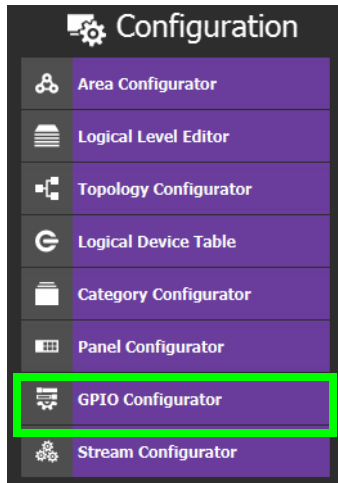 Configuration
Area Configurator
Logical Level Editor
Topology Configurator
Logical Device Table
Category Configurator
Panel Configurator
GPIO Configurator
Stream Configurator